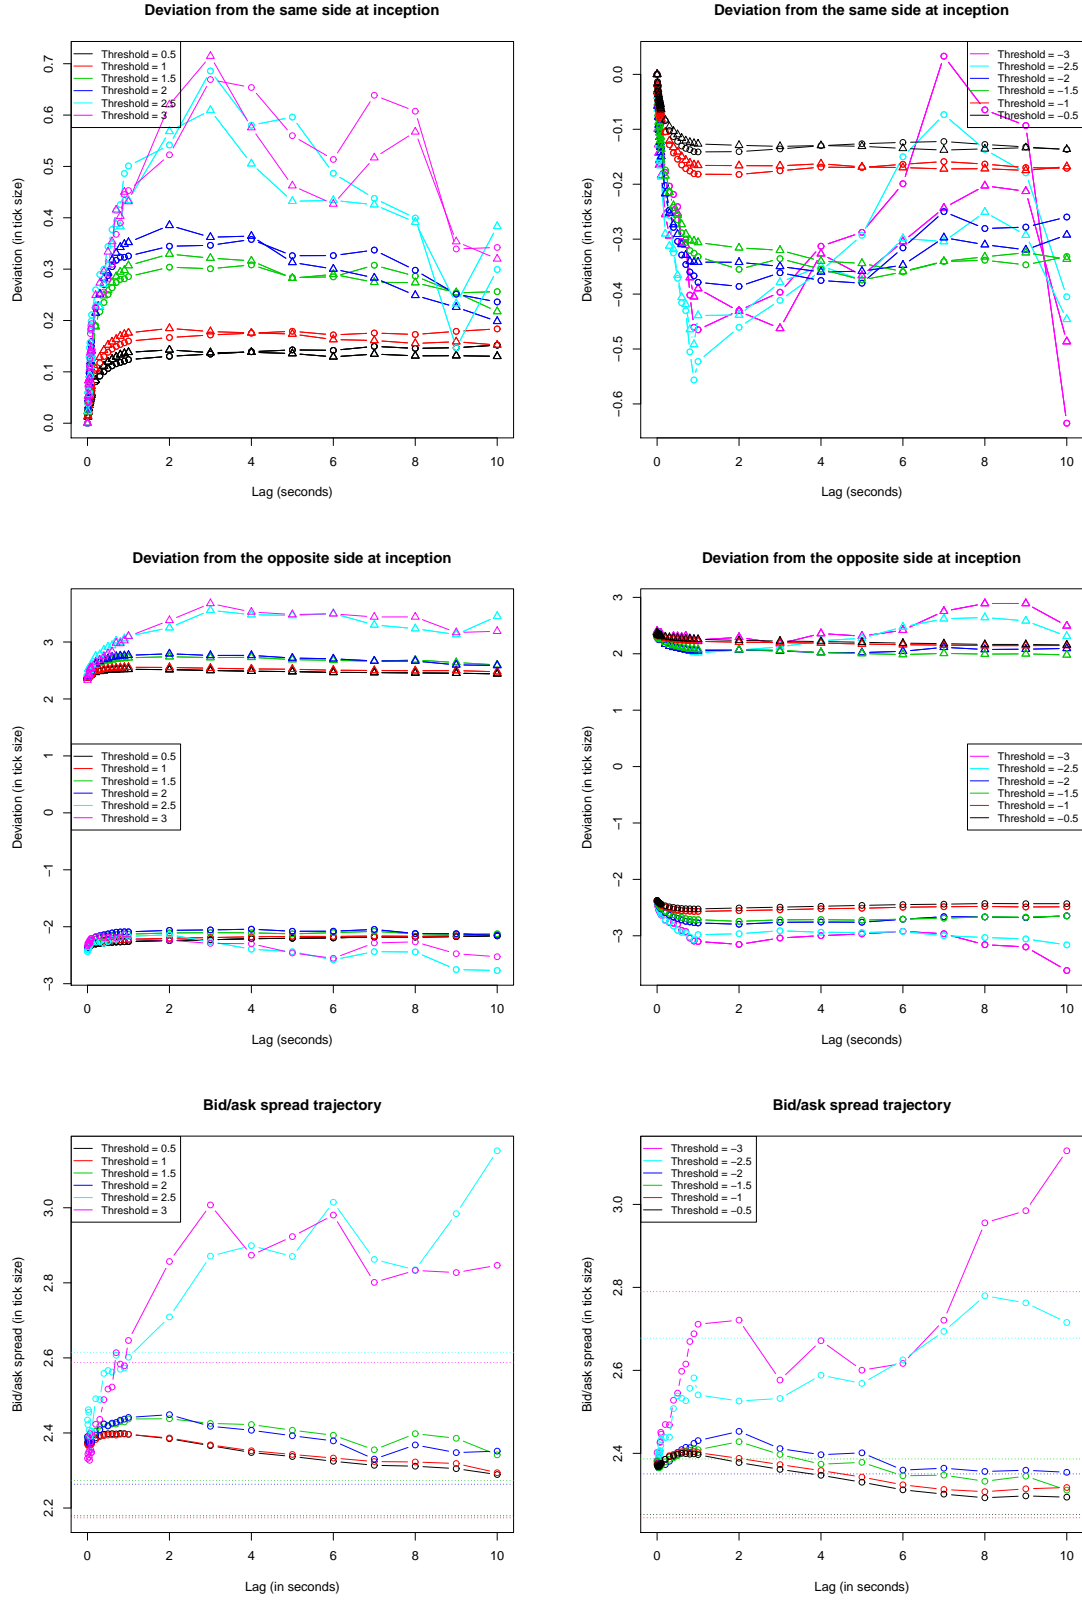 Deviation from the same side at inception
Deviation (in tick size)
0.0 0.1 0.2 0.3 0.4 0.5 0.6 0.7
Threshold = 0.5
Threshold = 1
Threshold = 1.5
Threshold = 2
Threshold = 2.5
Threshold = 3
0 2 4 6 8 10
Lag (seconds)
Deviation from the same side at inception
Deviation (in tick size)
−0.6 −0.5 −0.4 −0.3 −0.2 −0.1 0.0
Threshold = −3
Threshold = −2.5
Threshold = −2
Threshold = −1.5
Threshold = −1
Threshold = −0.5
0 2 4 6 8 10
Lag (seconds)
Deviation from the opposite side at inception
Deviation (in tick size)
−3 −2 −1 0 1 2 3
Threshold = 0.5
Threshold = 1
Threshold = 1.5
Threshold = 2
Threshold = 2.5
Threshold = 3
0 2 4 6 8 10
Lag (seconds)
Deviation from the opposite side at inception
Deviation (in tick size)
−3 −2 −1 0 1 2 3
Threshold = −3
Threshold = −2.5
Threshold = −2
Threshold = −1.5
Threshold = −1
Threshold = −0.5
0 2 4 6 8 10
Lag (seconds)
Bid/ask spread trajectory
Bid/ask spread (in tick size)
2.2 2.4 2.6 2.8 3.0
Threshold = 0.5
Threshold = 1
Threshold = 1.5
Threshold = 2
Threshold = 2.5
Threshold = 3
0 2 4 6 8 10
Lag (in seconds)
Bid/ask spread trajectory
Bid/ask spread (in tick size)
2.4 2.6 2.8 3.0
Threshold = −3
Threshold = −2.5
Threshold = −2
Threshold = −1.5
Threshold = −1
Threshold = −0.5
0 2 4 6 8 10
Lag (in seconds)